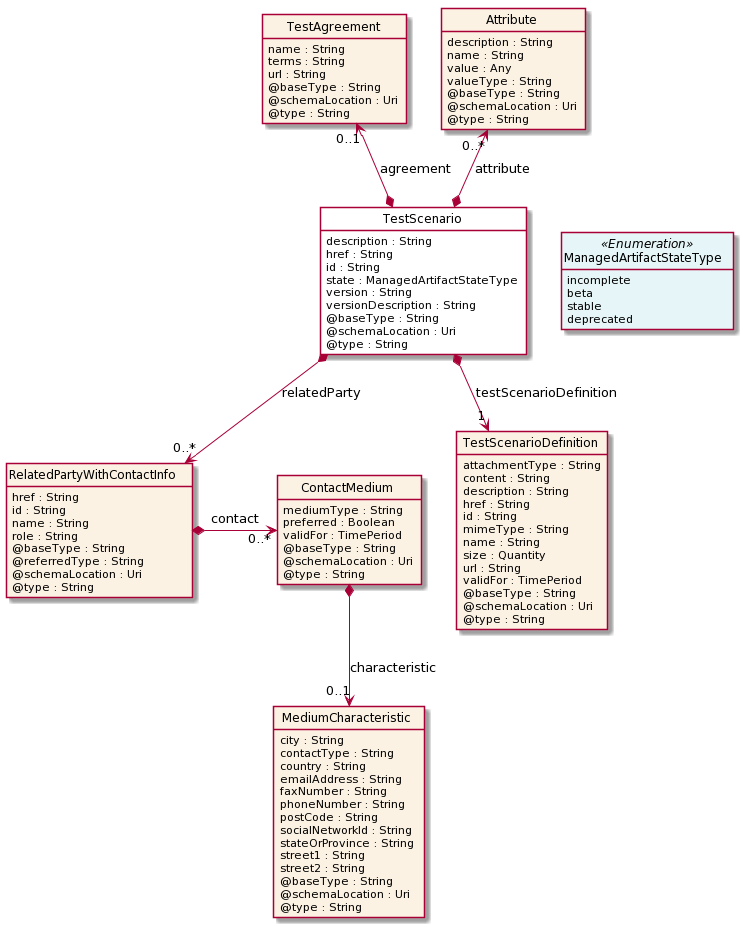 TestAgreement
name : String
terms : String
url : String
@baseType : String
@schemaLocation : Uri
@type : String
Attribute
description : String
name : String
value : Any
valueType : String
@baseType : String
@schemaLocation : Uri
@type : String
0..1
0..*
agreement
attribute
TestScenario
description : String
href : String
id : String
state : ManagedArtifactStateType
version : String
versionDescription : String
@baseType : String
@schemaLocation : Uri
@type : String
«Enumeration»
ManagedArtifactStateType
incomplete
beta
stable
deprecated
relatedParty
testScenarioDefinition
0..*
1
RelatedPartyWithContactInfo
href : String
id : String
name : String
role : String
@baseType : String
@referredType : String
@schemaLocation : Uri
@type : String
contact
0..*
ContactMedium
mediumType : String
preferred : Boolean
validFor : TimePeriod
@baseType : String
@schemaLocation : Uri
@type : String
TestScenarioDefinition
attachmentType : String
content : String
description : String
href : String
id : String
mimeType : String
name : String
size : Quantity
url : String
validFor : TimePeriod
@baseType : String
@schemaLocation : Uri
@type : String
characteristic
0..1
MediumCharacteristic
city : String
contactType : String
country : String
emailAddress : String
faxNumber : String
phoneNumber : String
postCode : String
socialNetworkId : String
stateOrProvince : String
street1 : String
street2 : String
@baseType : String
@schemaLocation : Uri
@type : String